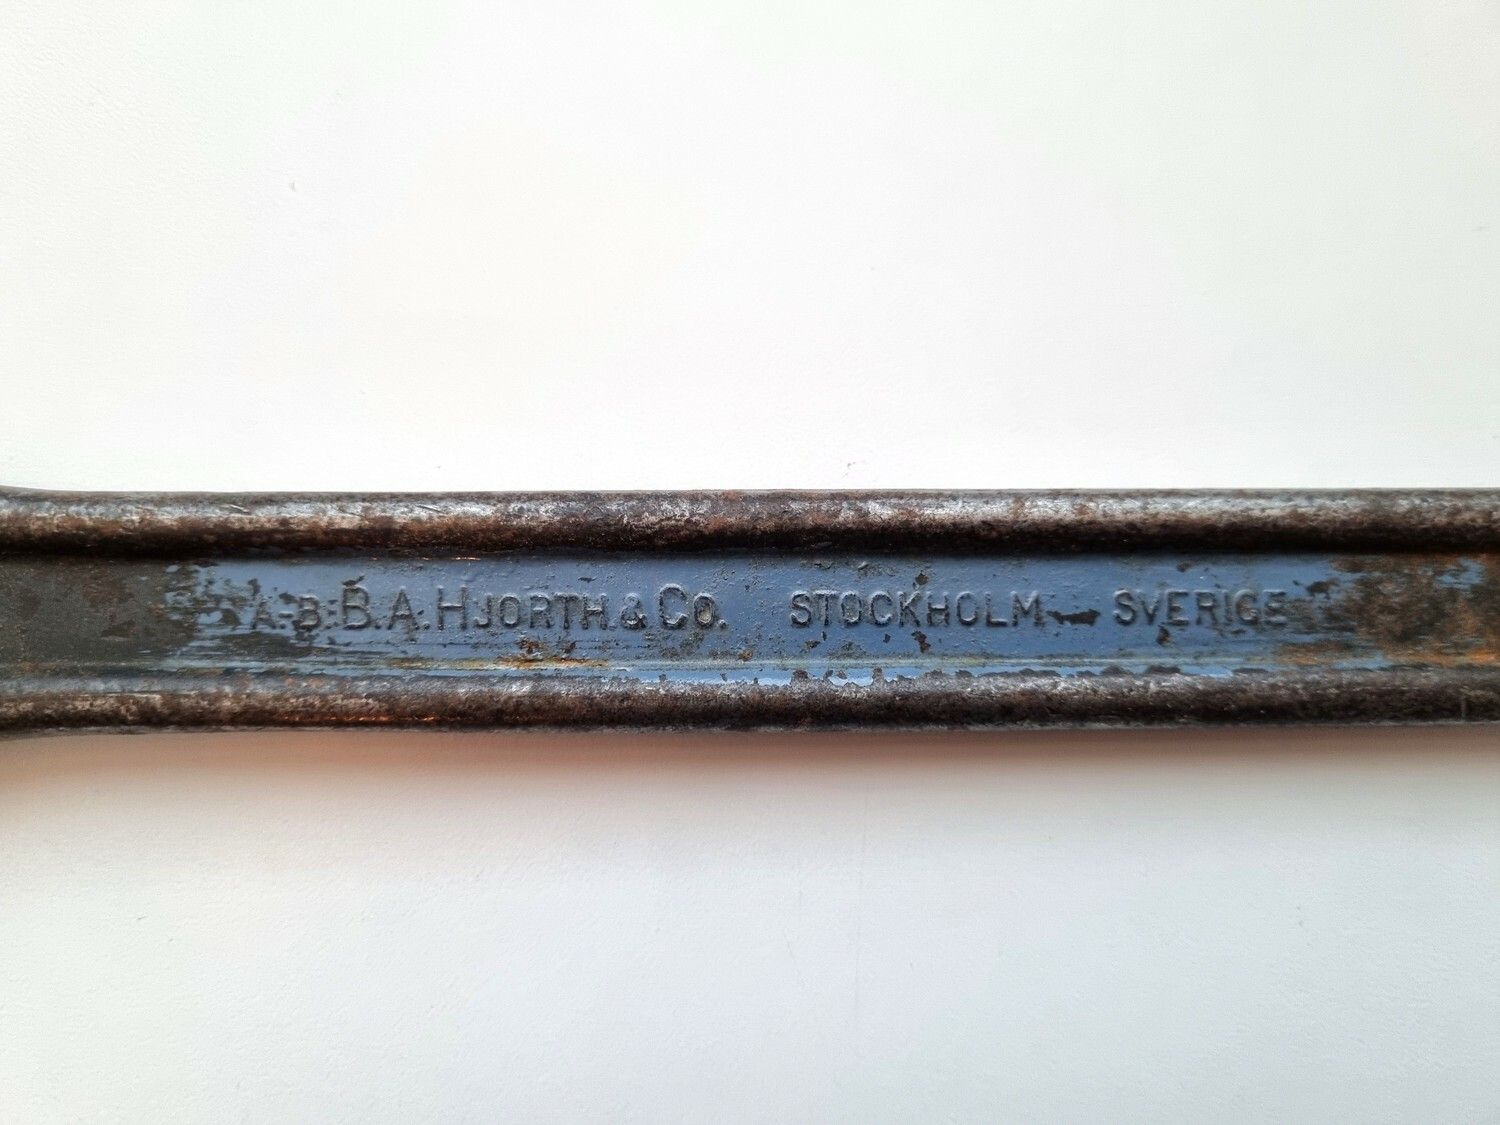 A.-B. B.A. HJORTH & CO. STOCKHOLM — SVERIGE